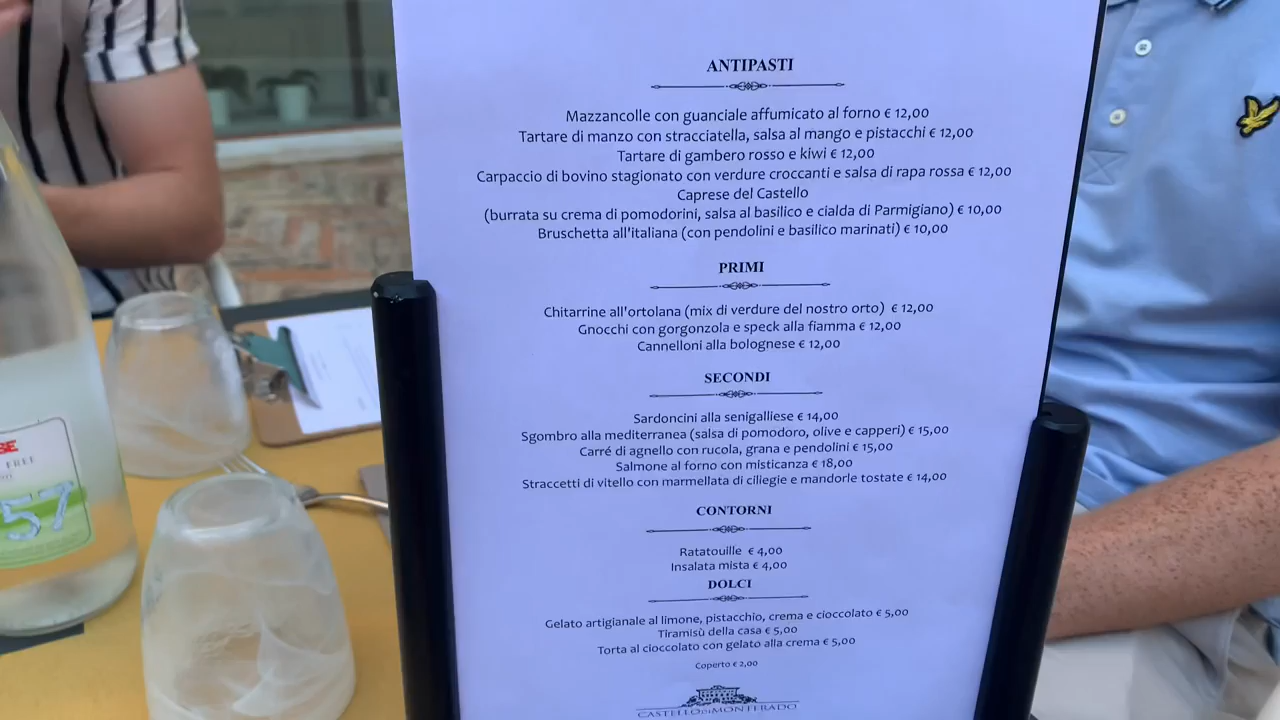 ANTIPASTI
Mazzancolle con guanciale affumicato al forno € 12,00
Tartare di manzo con stracciatella, salsa al mango e pistacchi € 12,00
Tartare di gambero rosso e kiwi € 12,00
Carpaccio di bovino stagionato con verdure croccanti e salsa di rapa rossa € 12,00
Caprese del Castello
(burrata su crema di pomodorini, salsa al basilico e cialda di Parmigiano) € 10,00
Bruschetta all'italiana (con pendolini e basilico marinati) € 10,00
PRIMI
Chitarrine all'ortolana (mix di verdure del nostro orto) € 12,00
Gnocchi con gorgonzola e speck alla fiamma € 12,00
Cannelloni alla bolognese € 12,00
SECONDI
Sardoncini alla senigalliese € 14,00
Sgombro alla mediterranea (salsa di pomodoro, olive e capperi) € 15,00
Carré di agnello con rucola, grana e pendolini € 15,00
Salmone al forno con misticanza € 18,00
Straccetti di vitello con marmellata di ciliegie e mandorle tostate € 14,00
CONTORNI
Ratatouille € 4,00
Insalata mista € 4,00
DOLCI
Gelato artigianale al limone, pistacchio, crema e cioccolato € 5,00
Tiramisù della casa € 5,00
Torta al cioccolato con gelato alla crema € 5,00
Coperto € 2,00
CASTELLO DI MONTERADO
FREE
57